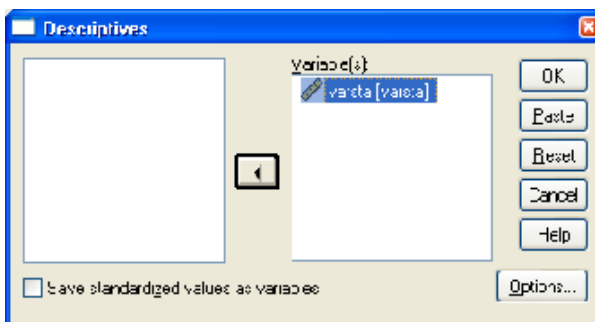 Descriptives
Variable(s):
varsta [varsta]
OK
Paste
Reset
Cancel
Help
Save standardized values as variables
Options...